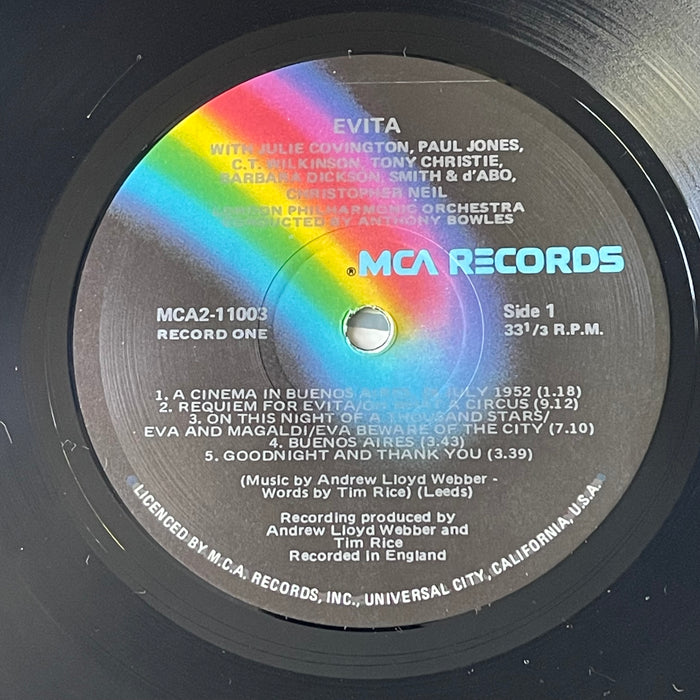 EVITA
WITH JULIE COVINGTON, PAUL JONES,
C.T. WILKINSON, TONY CHRISTIE,
BARBARA DICKSON, SMITH & d'ABO,
CHRISTOPHER NEIL
LONDON PHILHARMONIC ORCHESTRA
CONDUCTED BY ANTHONY BOWLES
®MCA RECORDS
MCA2-11003
RECORD ONE
Side 1
33 1/3 R.P.M.
1. A CINEMA IN BUENOS AIRES, 26 JULY 1952 (1.18)
2. REQUIEM FOR EVITA/OH WHAT A CIRCUS (9.12)
3. ON THIS NIGHT OF A THOUSAND STARS/
EVA AND MAGALDI/EVA BEWARE OF THE CITY (7.10)
4. BUENOS AIRES (3.43)
5. GOODNIGHT AND THANK YOU (3.39)
(Music by Andrew Lloyd Webber -
Words by Tim Rice) (Leeds)
Recording produced by
Andrew Lloyd Webber and
Tim Rice
Recorded in England
LICENCED BY M.C.A. RECORDS, INC., UNIVERSAL CITY, CALIFORNIA, U.S.A.